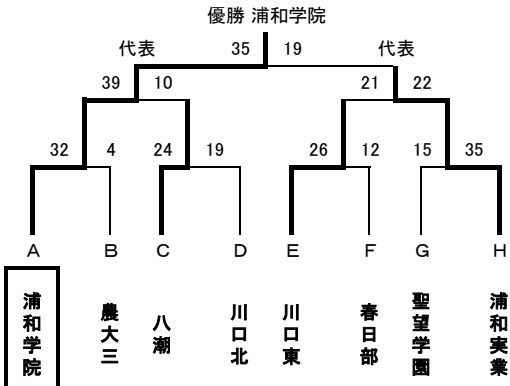 優勝 浦和学院
代表 35 19 代表
39 10 21 22
32 4 24 19 26 12 15 35
A B C D E F G H
浦和学院
農大三
八潮
川口北
川口東
春日部
聖望学園
浦和実業